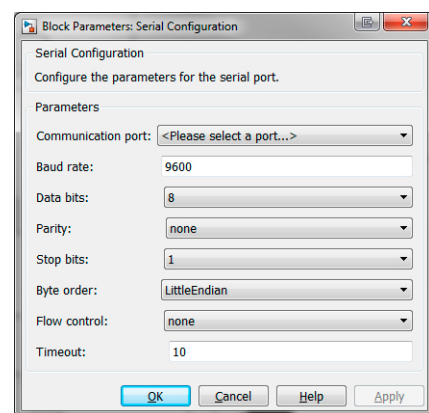 Block Parameters: Serial Configuration
Serial Configuration
Configure the parameters for the serial port.
Parameters
Communication port: <Please select a port...>
Baud rate: 9600
Data bits: 8
Parity: none
Stop bits: 1
Byte order: LittleEndian
Flow control: none
Timeout: 10
OK Cancel Help Apply